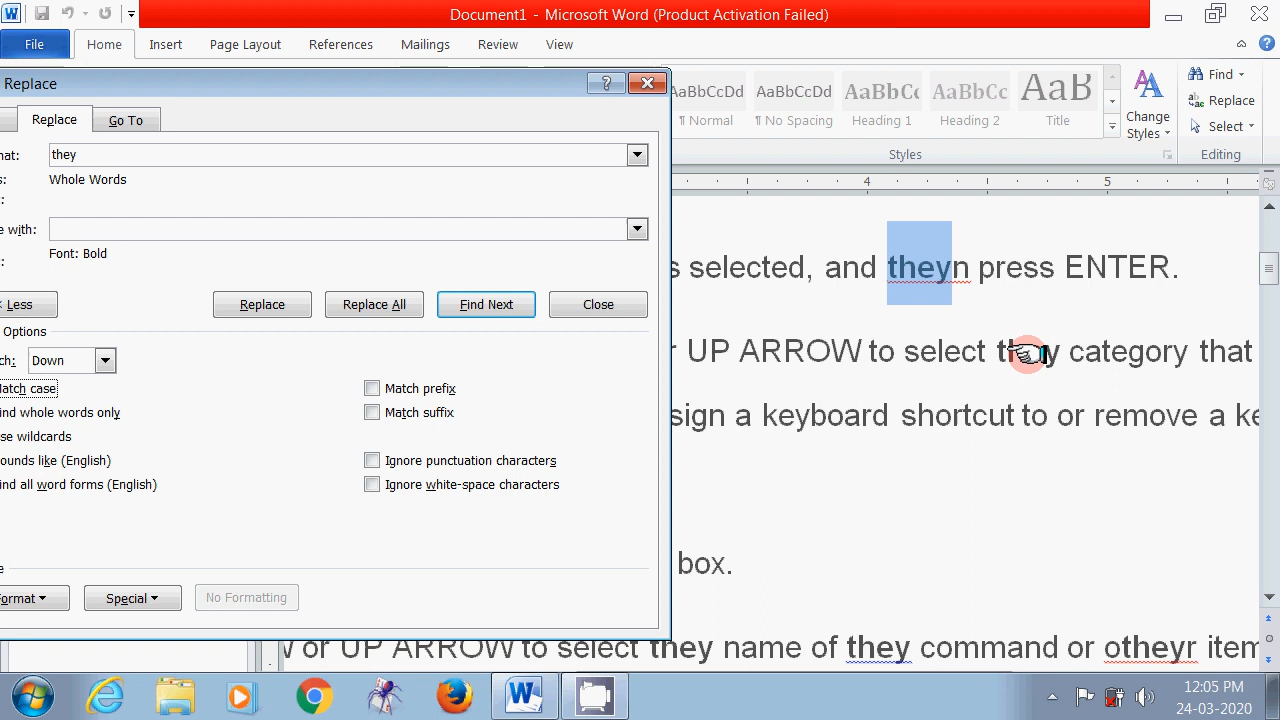 Document1 - Microsoft Word (Product Activation Failed)
File Home Insert Page Layout References Mailings Review View
Replace
AaBbCcDd AaBbCcDd AaBbCc AaBbCc AaB
¶ Normal ¶ No Spacing Heading 1 Heading 2 Title
Change Styles
Find
Replace
Select
Styles Editing
Replace Go To
hat: they
s: Whole Words
:
e with:
Font: Bold
:
< Less Replace Replace All Find Next Close
Options
ch: Down
atch case Match prefix
ind whole words only Match suffix
se wildcards
ounds like (English) Ignore punctuation characters
ind all word forms (English) Ignore white-space characters
e
ormat Special No Formatting
4 5
s selected, and theyn press ENTER.
r UP ARROW to select they category that
sign a keyboard shortcut to or remove a ke
box.
W or UP ARROW to select they name of they command or otheyr item
12:05 PM
24-03-2020